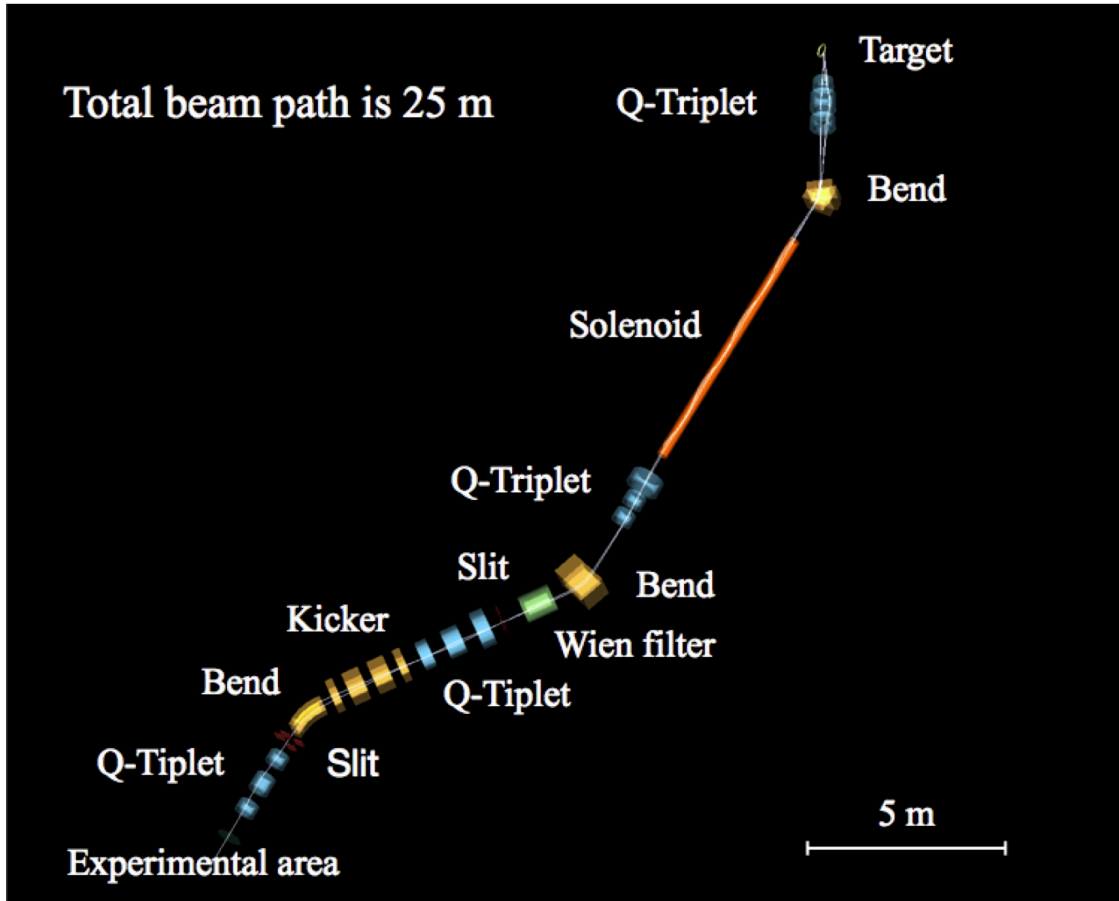 Target
Total beam path is 25 m
Q-Triplet
Bend
Solenoid
Q-Triplet
Slit
Bend
Kicker
Wien filter
Bend
Q-Tiplet
Q-Tiplet
Slit
5 m
Experimental area